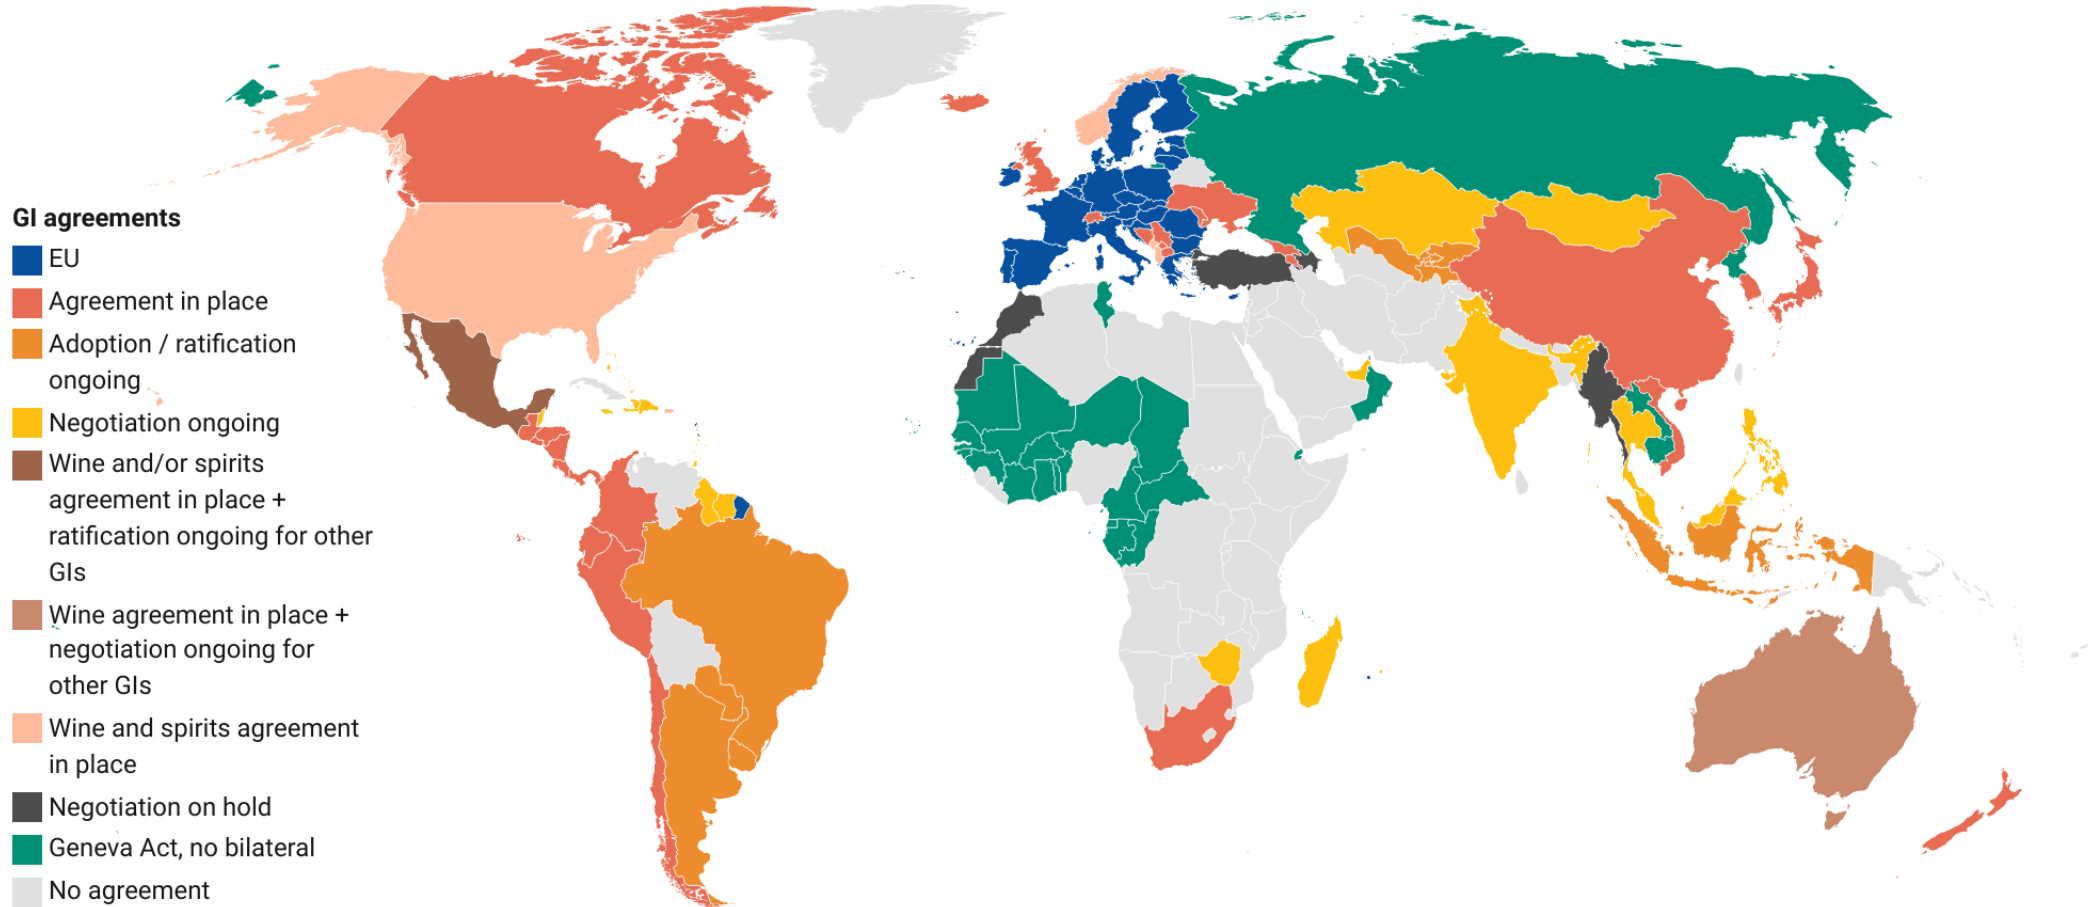 GI agreements
EU
Agreement in place
Adoption / ratification
ongoing
Negotiation ongoing
Wine and/or spirits
agreement in place +
ratification ongoing for other
GIs
Wine agreement in place +
negotiation ongoing for
other GIs
Wine and spirits agreement
in place
Negotiation on hold
Geneva Act, no bilateral
No agreement